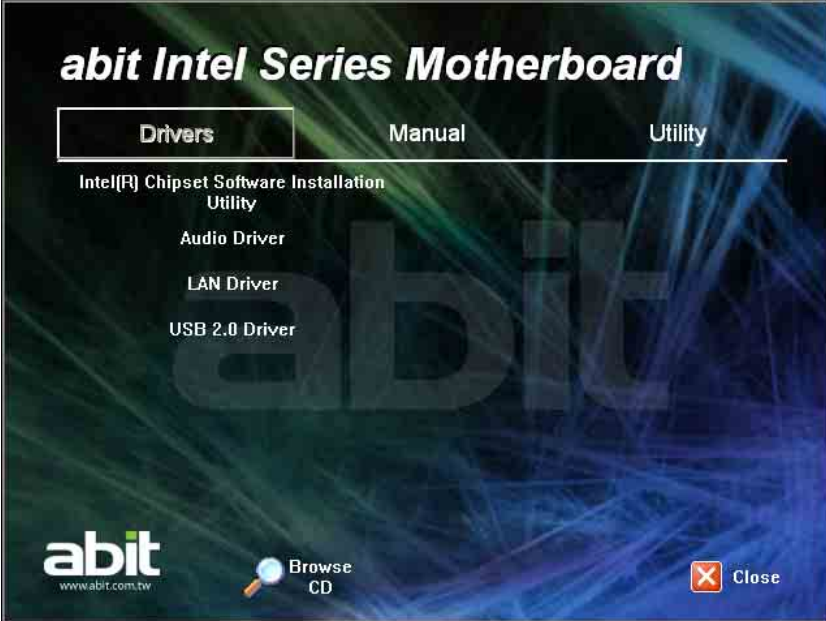 abit Intel Series Motherboard
Drivers Manual Utility
Intel(R) Chipset Software Installation
Utility
Audio Driver
LAN Driver
USB 2.0 Driver
abit
abit
www.abit.com.tw
Browse
CD
Close